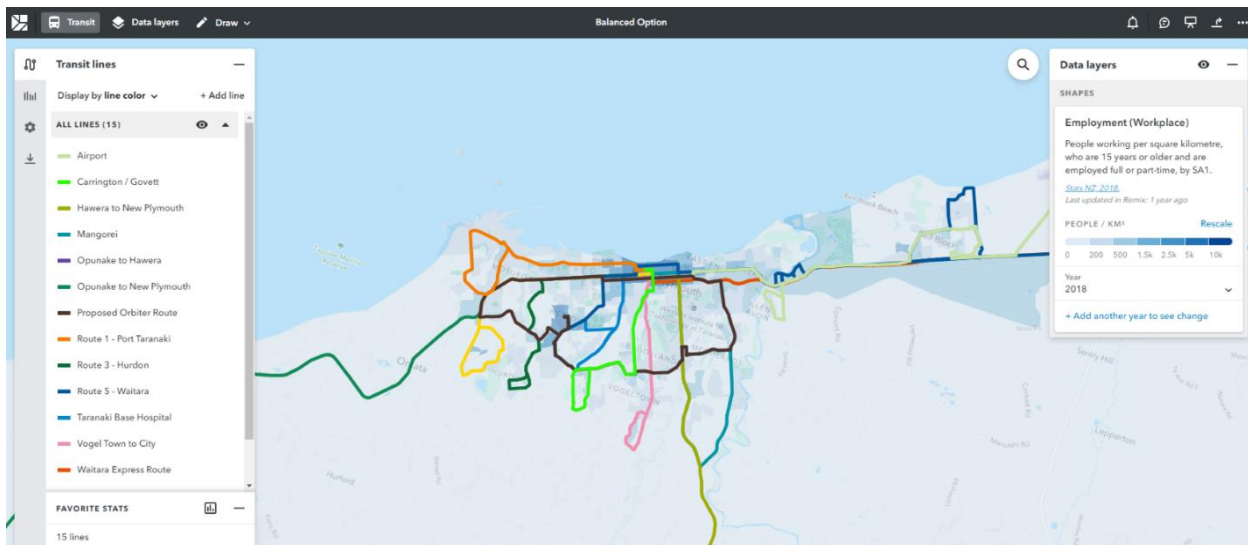 Transit
Data layers
Draw
Balanced Option
Transit lines
Display by line color
+ Add line
ALL LINES (15)
Airport
Carrington / Govett
Hawera to New Plymouth
Mangorei
Opunake to Hawera
Opunake to New Plymouth
Proposed Orbiter Route
Route 1 - Port Taranaki
Route 3 - Hurdon
Route 5 - Waitara
Taranaki Base Hospital
Vogel Town to City
Waitara Express Route
FAVORITE STATS
15 lines
Data layers
SHAPES
Employment (Workplace)
People working per square kilometre,
who are 15 years or older and are
employed full or part-time, by SA1.
Stats NZ, 2018.
Last updated in Remix: 1 year ago
PEOPLE / KM²
Rescale
0 200 500 1.5k 2.5k 5k 10k
Year
2018
+ Add another year to see change
Omata
VOGELTOWN
Hurford
Lepperton